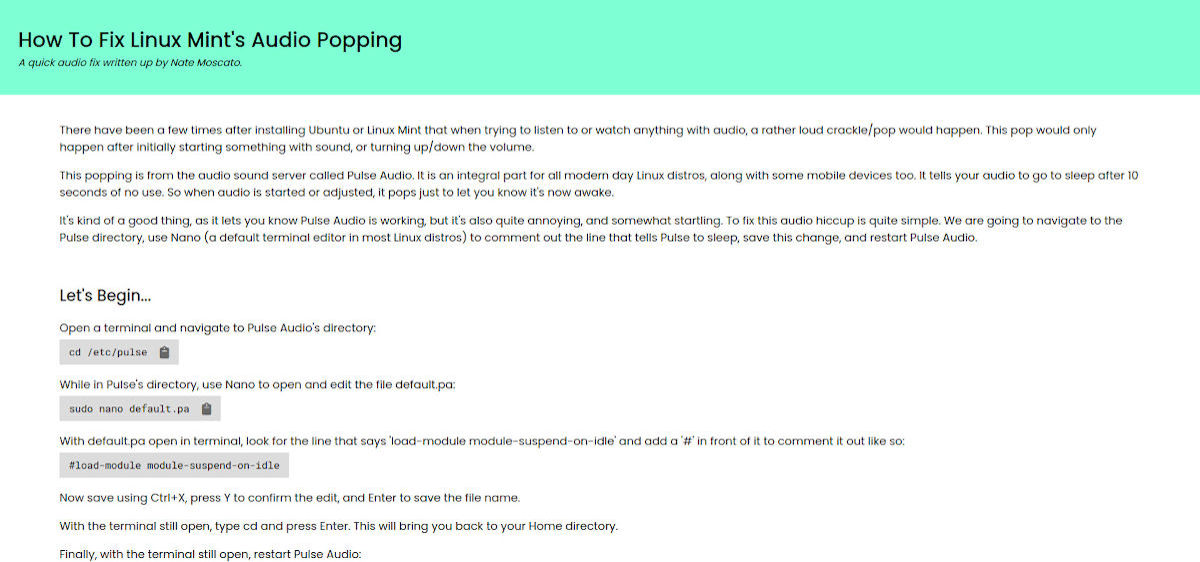 How To Fix Linux Mint's Audio Popping
A quick audio fix written up by Nate Moscato.
There have been a few times after installing Ubuntu or Linux Mint that when trying to listen to or watch anything with audio, a rather loud crackle/pop would happen. This pop would only
happen after initially starting something with sound, or turning up/down the volume.
This popping is from the audio sound server called Pulse Audio. It is an integral part for all modern day Linux distros, along with some mobile devices too. It tells your audio to go to sleep after 10
seconds of no use. So when audio is started or adjusted, it pops just to let you know it's now awake.
It's kind of a good thing, as it lets you know Pulse Audio is working, but it's also quite annoying, and somewhat startling. To fix this audio hiccup is quite simple. We are going to navigate to the
Pulse directory, use Nano (a default terminal editor in most Linux distros) to comment out the line that tells Pulse to sleep, save this change, and restart Pulse Audio.
Let's Begin...
Open a terminal and navigate to Pulse Audio's directory:
cd /etc/pulse
While in Pulse's directory, use Nano to open and edit the file default.pa:
sudo nano default.pa
With default.pa open in terminal, look for the line that says 'load-module module-suspend-on-idle' and add a '#' in front of it to comment it out like so:
#load-module module-suspend-on-idle
Now save using Ctrl+X, press Y to confirm the edit, and Enter to save the file name.
With the terminal still open, type cd and press Enter. This will bring you back to your Home directory.
Finally, with the terminal still open, restart Pulse Audio: